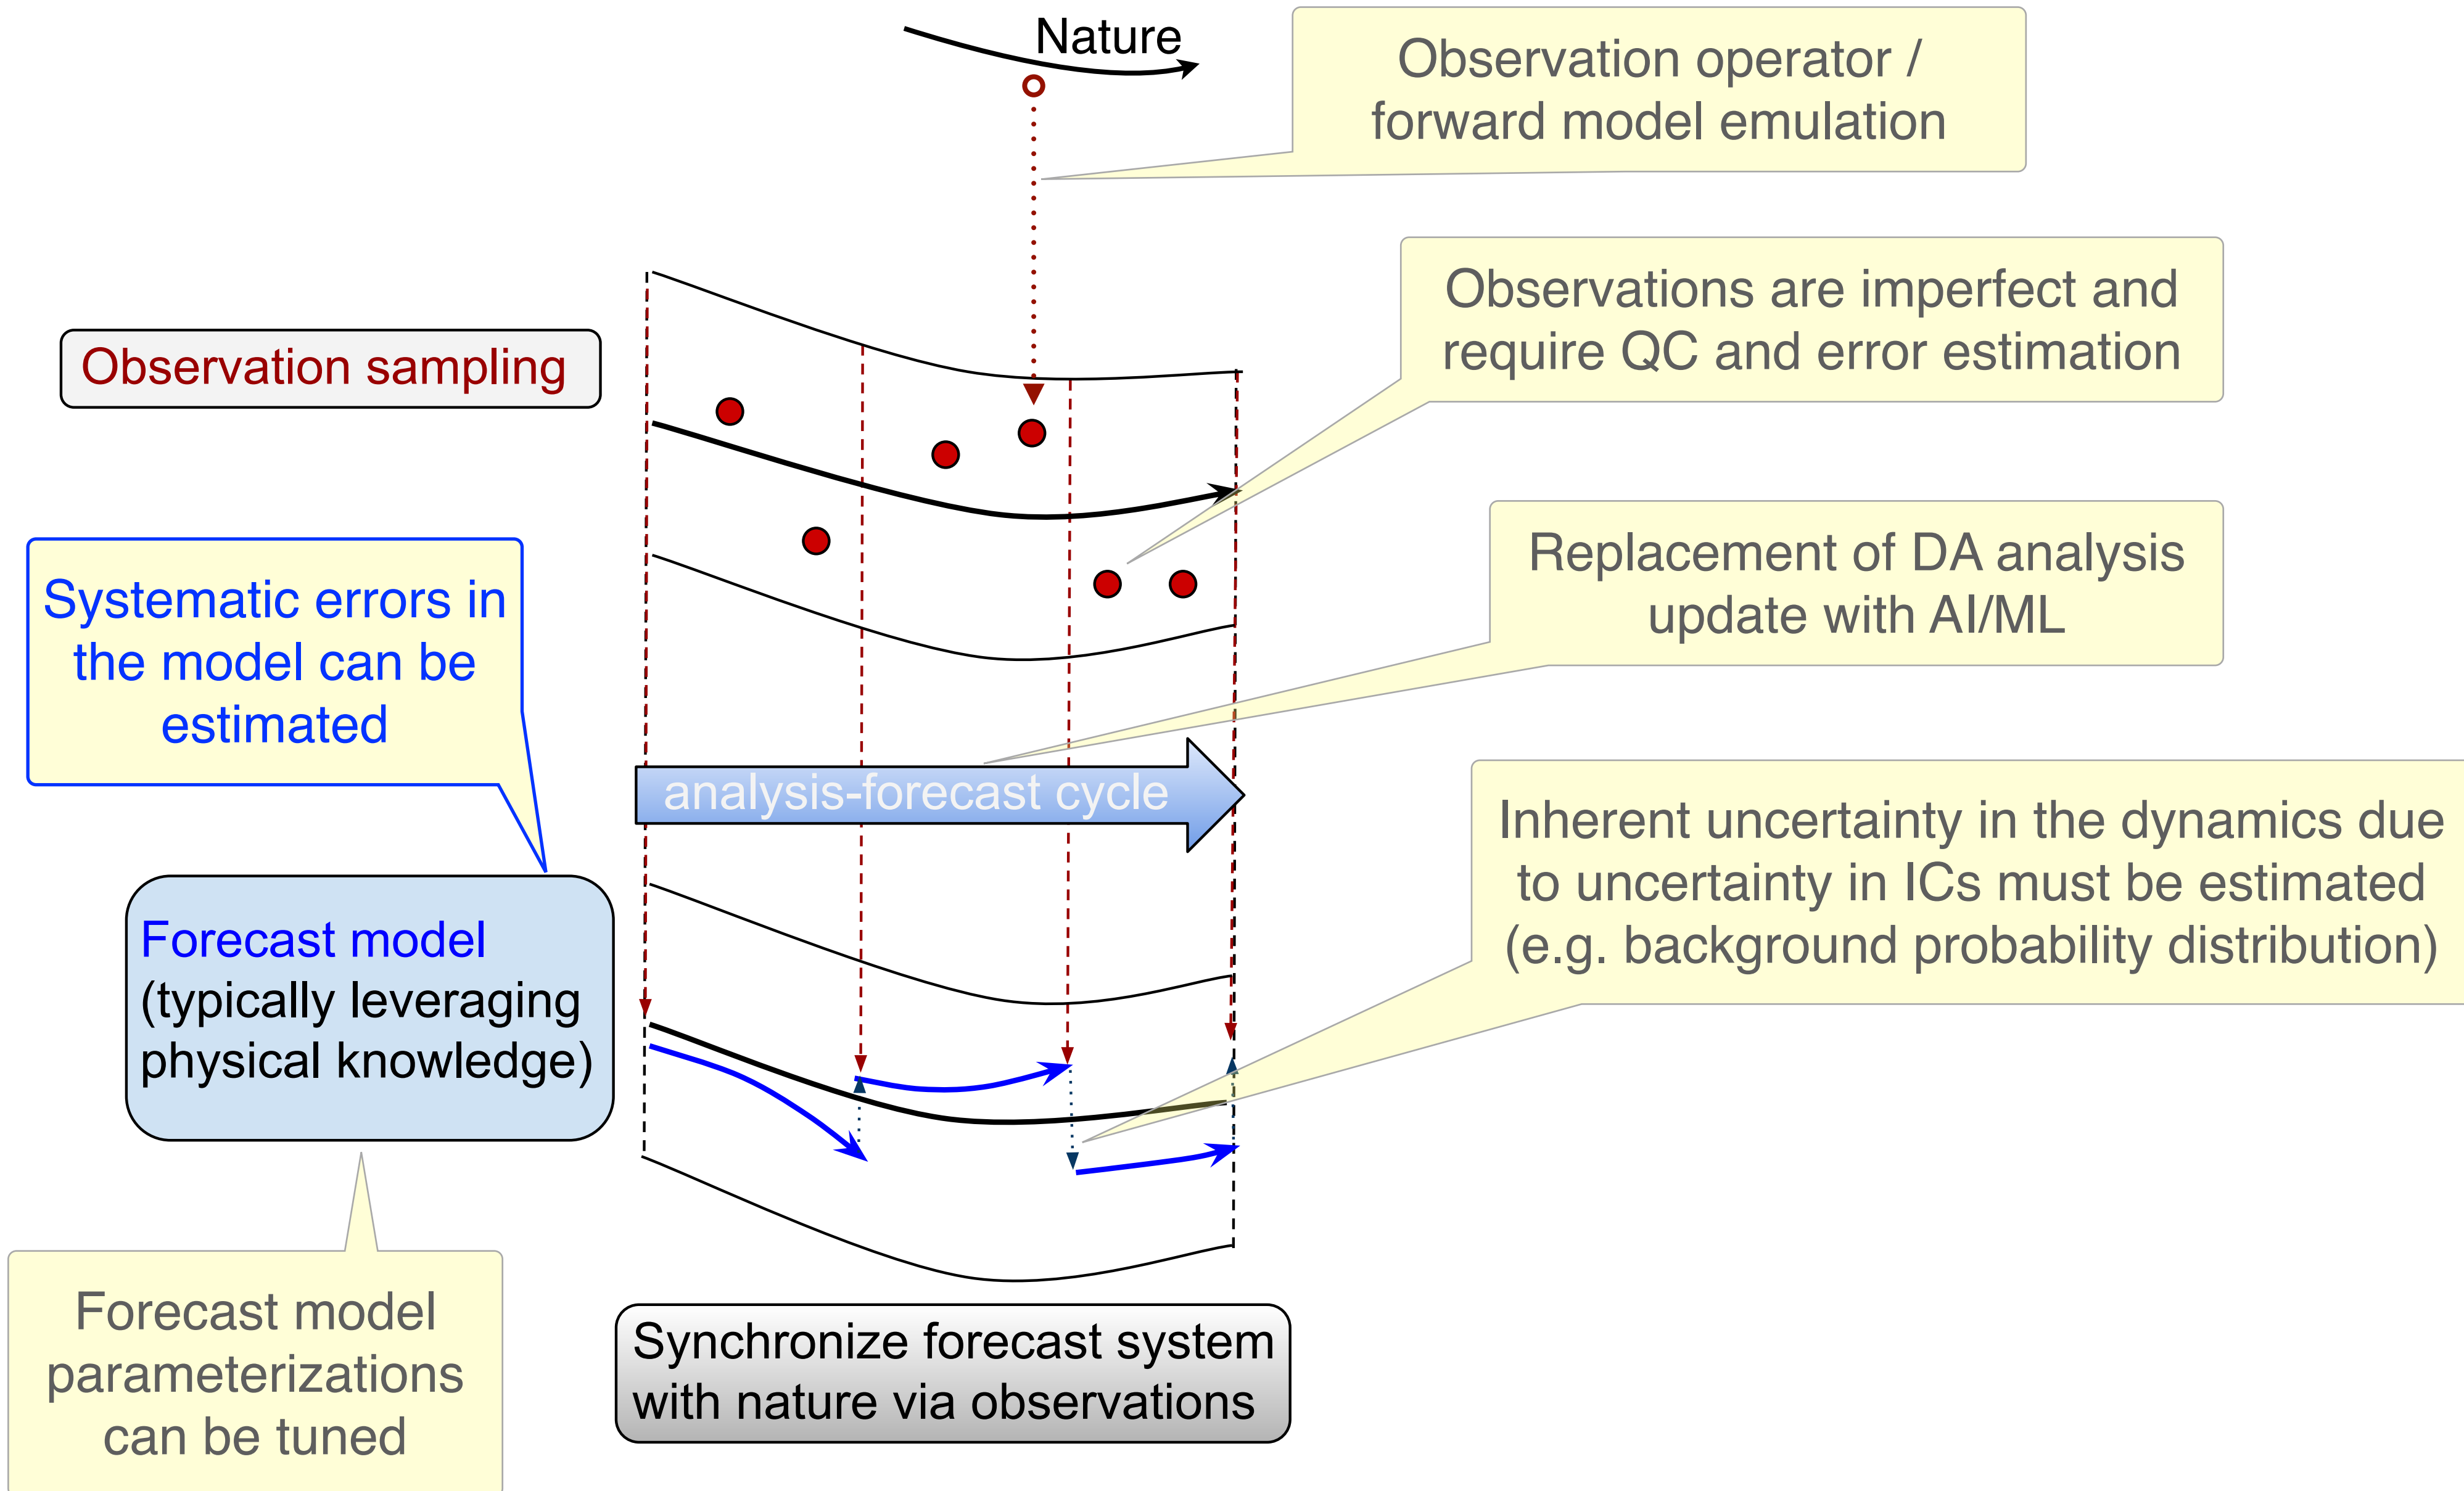 Nature
Observation operator /
forward model emulation
Observations are imperfect and
require QC and error estimation
Observation sampling
Replacement of DA analysis
update with AI/ML
Systematic errors in
the model can be
estimated
analysis-forecast cycle
Inherent uncertainty in the dynamics due
to uncertainty in ICs must be estimated
(e.g. background probability distribution)
Forecast model
(typically leveraging
physical knowledge)
Forecast model
parameterizations
can be tuned
Synchronize forecast system
with nature via observations